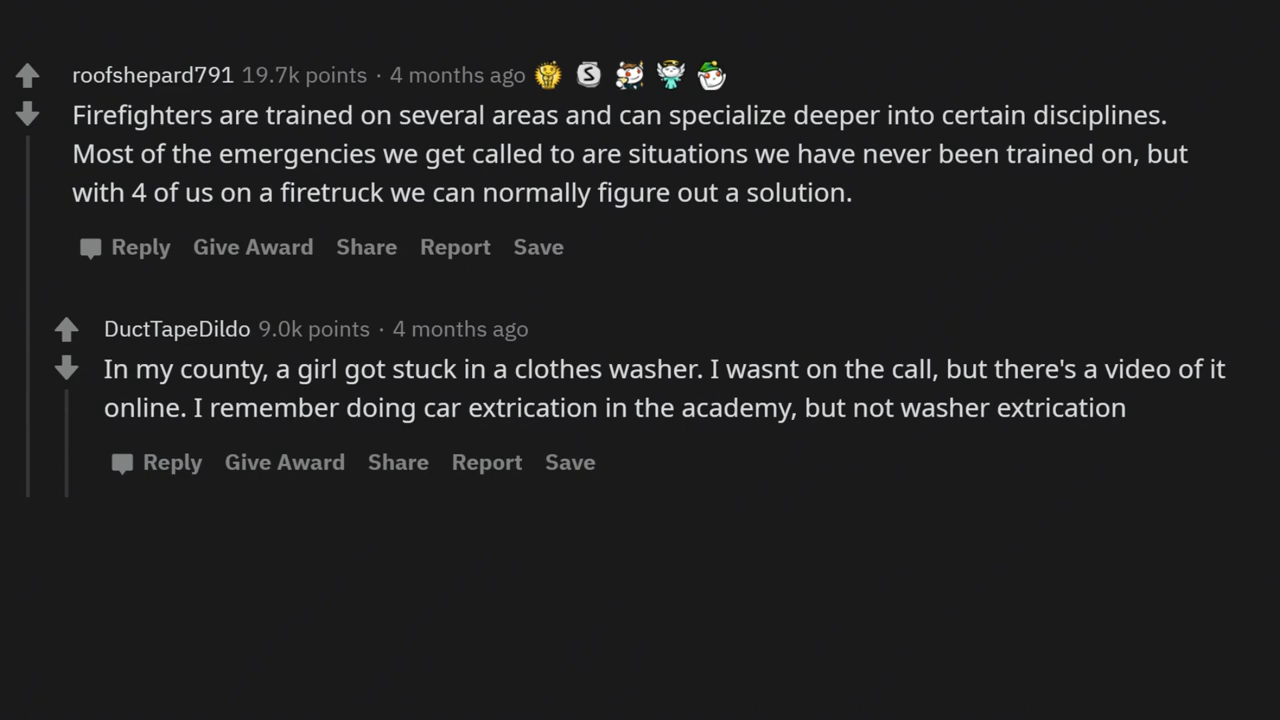 roofshepard791 19.7k points · 4 months ago
Firefighters are trained on several areas and can specialize deeper into certain disciplines.
Most of the emergencies we get called to are situations we have never been trained on, but
with 4 of us on a firetruck we can normally figure out a solution.
Reply Give Award Share Report Save
DuctTapeDildo 9.0k points · 4 months ago
In my county, a girl got stuck in a clothes washer. I wasnt on the call, but there's a video of it
online. I remember doing car extrication in the academy, but not washer extrication
Reply Give Award Share Report Save